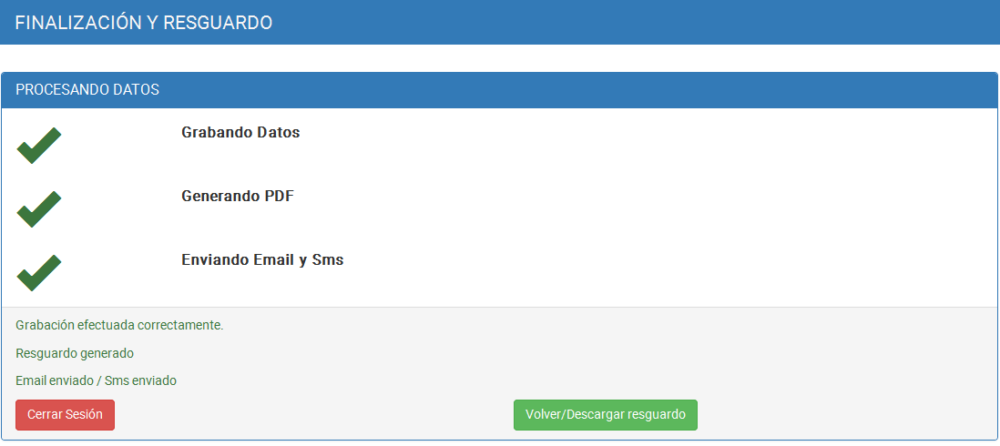 FINALIZACIÓN Y RESGUARDO
PROCESANDO DATOS
Grabando Datos
Generando PDF
Enviando Email y Sms
Grabación efectuada correctamente.
Resguardo generado
Email enviado / Sms enviado
Cerrar Sesión
Volver/Descargar resguardo